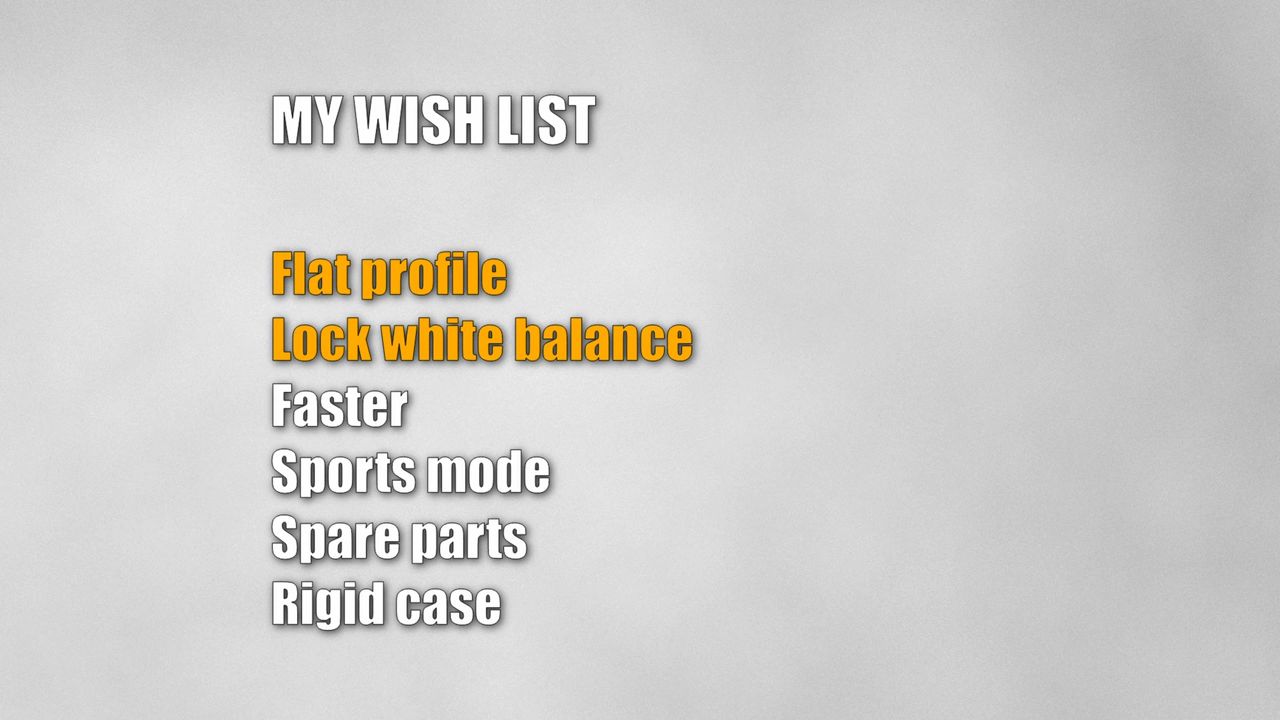 MY WISH LIST
Flat profile
Lock white balance
Faster
Sports mode
Spare parts
Rigid case